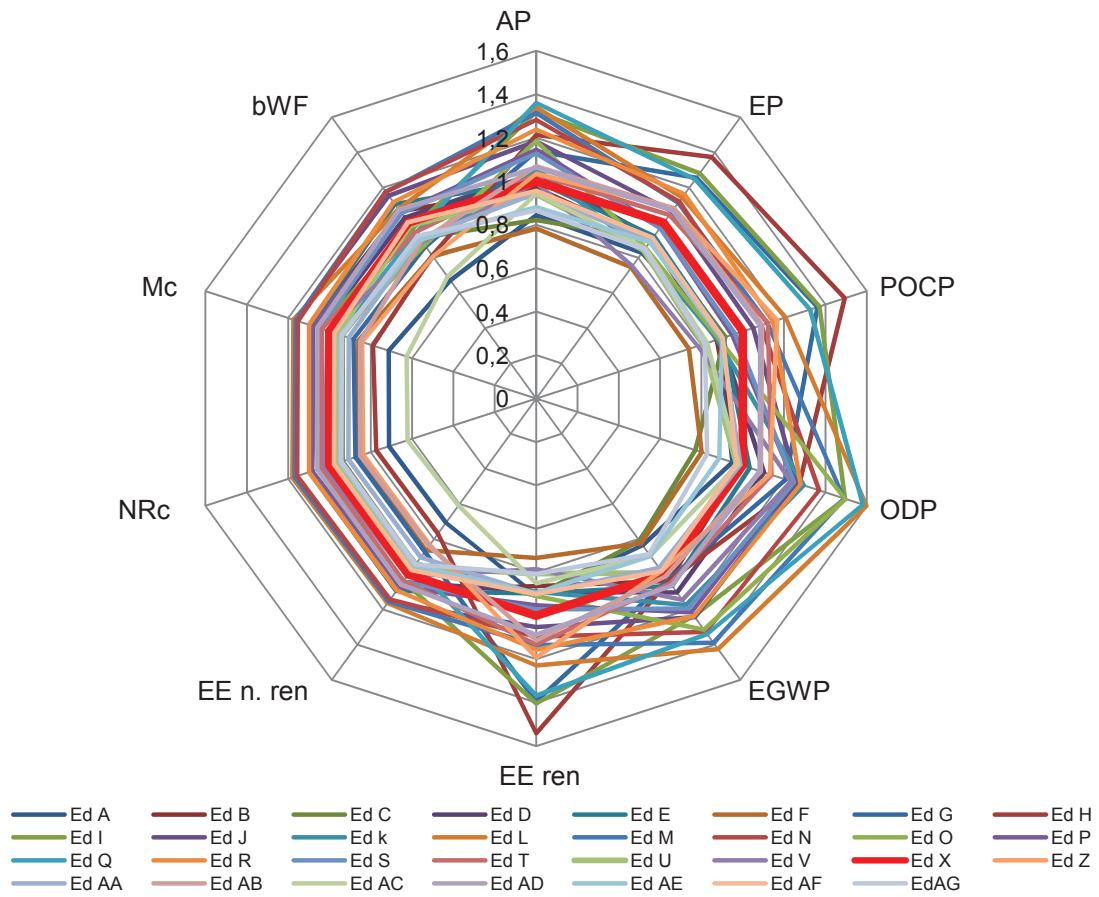 AP
1,6
bWF
EP
1,4
1,2
1
Mc
POCP
0,8
0,6
0,4
0,2
0
NRc
ODP
EE n. ren
EGWP
EE ren
Ed A Ed B Ed C Ed D Ed E Ed F Ed G Ed H
Ed I Ed J Ed k Ed L Ed M Ed N Ed O Ed P
Ed Q Ed R Ed S Ed T Ed U Ed V Ed X Ed Z
Ed AA Ed AB Ed AC Ed AD Ed AE Ed AF EdAG